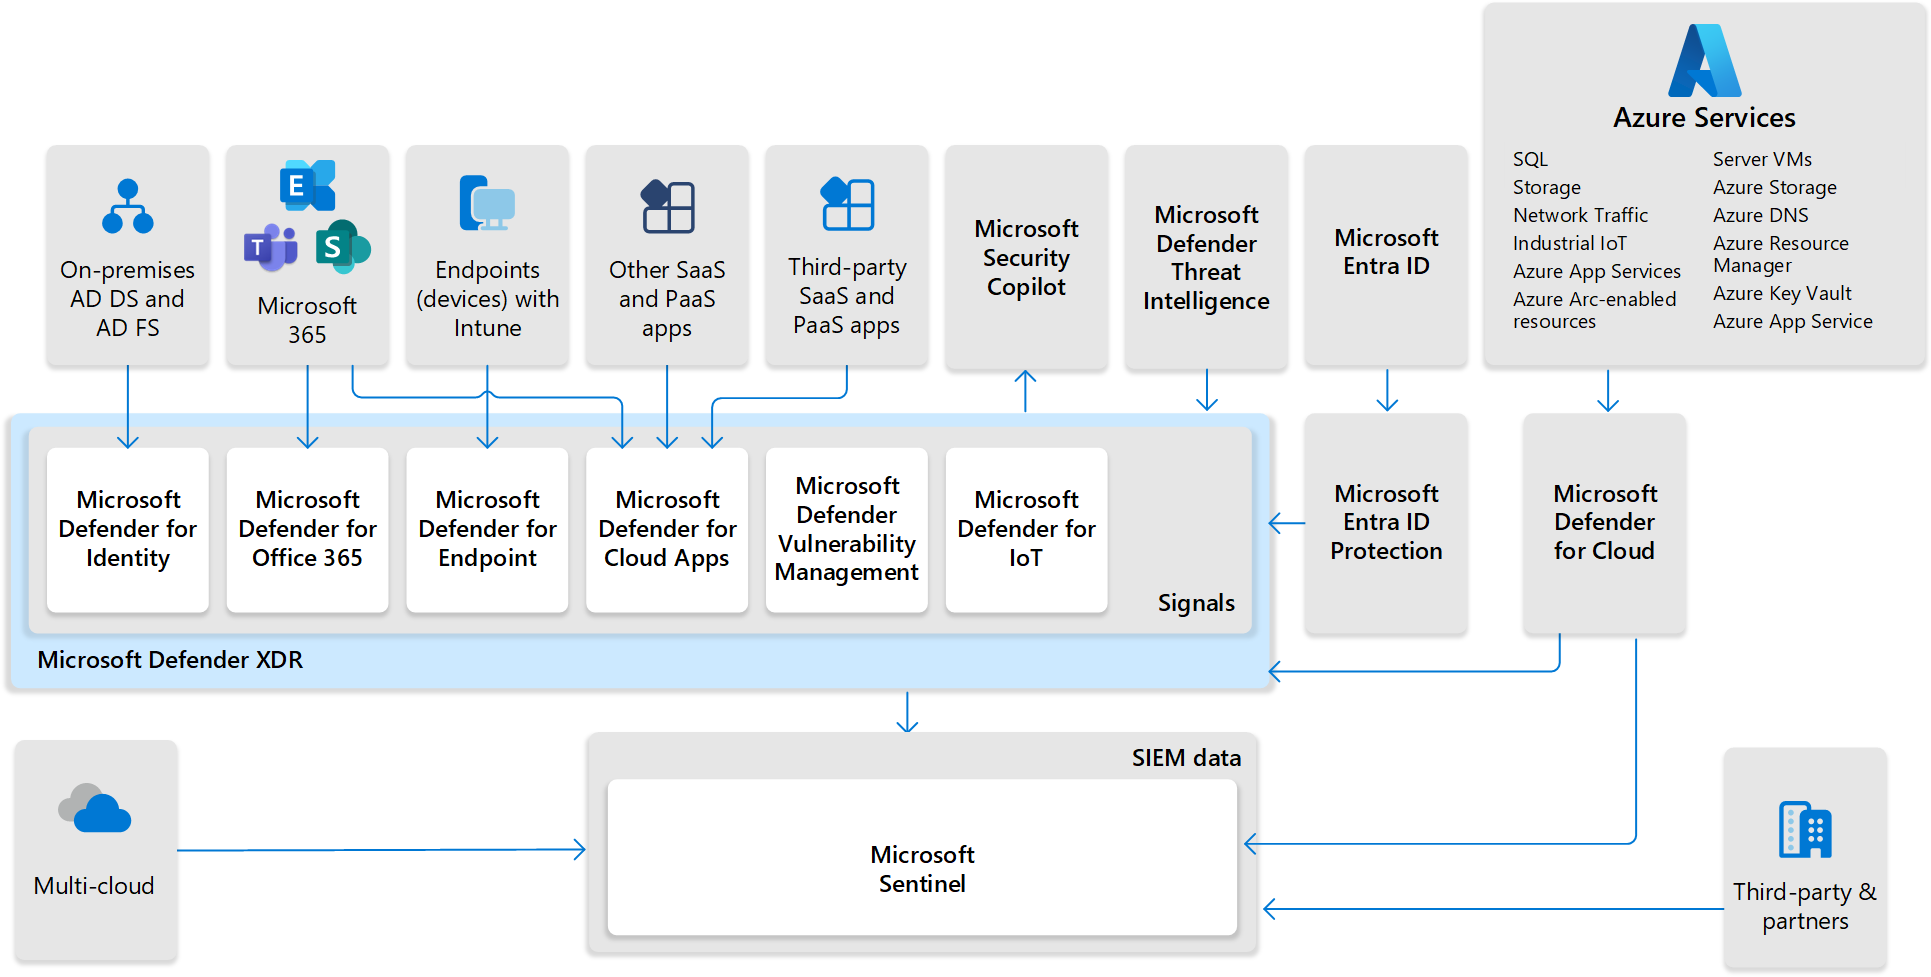 Azure Services
SQL
Storage
Network Traffic
Industrial IoT
Azure App Services
Azure Arc-enabled
resources
Server VMs
Azure Storage
Azure DNS
Azure Resource
Manager
Azure Key Vault
Azure App Service
On-premises
AD DS and
AD FS
E
T
S
Microsoft
365
Endpoints
(devices) with
Intune
Other SaaS
and PaaS
apps
Third-party
SaaS and
PaaS apps
Microsoft
Security
Copilot
Microsoft
Defender
Threat
Intelligence
Microsoft
Entra ID
Microsoft
Defender for
Identity
Microsoft
Defender for
Office 365
Microsoft
Defender for
Endpoint
Microsoft
Defender for
Cloud Apps
Microsoft
Defender
Vulnerability
Management
Microsoft
Defender for
IoT
Signals
Microsoft Defender XDR
Microsoft
Entra ID
Protection
Microsoft
Defender
for Cloud
Multi-cloud
SIEM data
Microsoft
Sentinel
Third-party &
partners